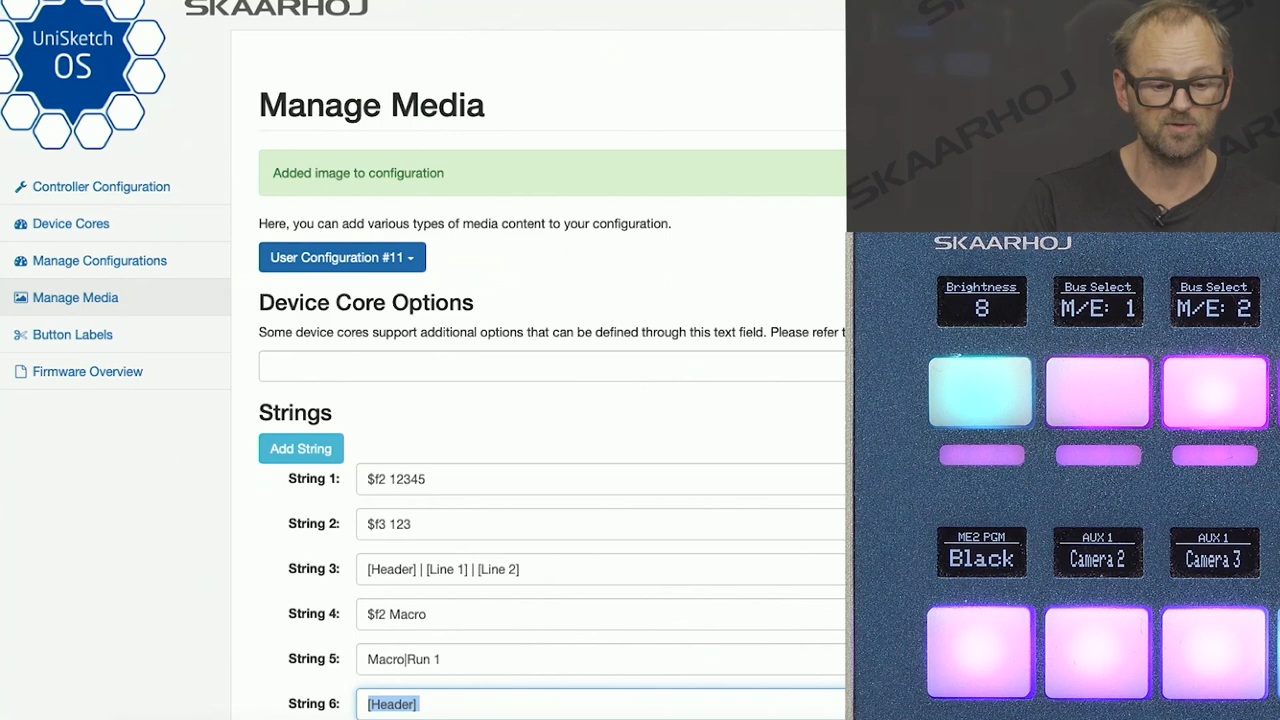 SKAARHOJ
UniSketch
OS
Controller Configuration
Device Cores
Manage Configurations
Manage Media
Button Labels
Firmware Overview
Manage Media
Added image to configuration
Here, you can add various types of media content to your configuration.
User Configuration #11
Device Core Options
Some device cores support additional options that can be defined through this text field. Please refer t
Strings
Add String
String 1: $f2 12345
String 2: $f3 123
String 3: [Header] | [Line 1] | [Line 2]
String 4: $f2 Macro
String 5: Macro|Run 1
String 6: [Header]
SKAARHOJ
SKAARHOJ
Brightness
8
Bus Select
M/E: 1
Bus Select
M/E: 2
ME2 PGM
Black
AUX 1
Camera 2
AUX 1
Camera 3